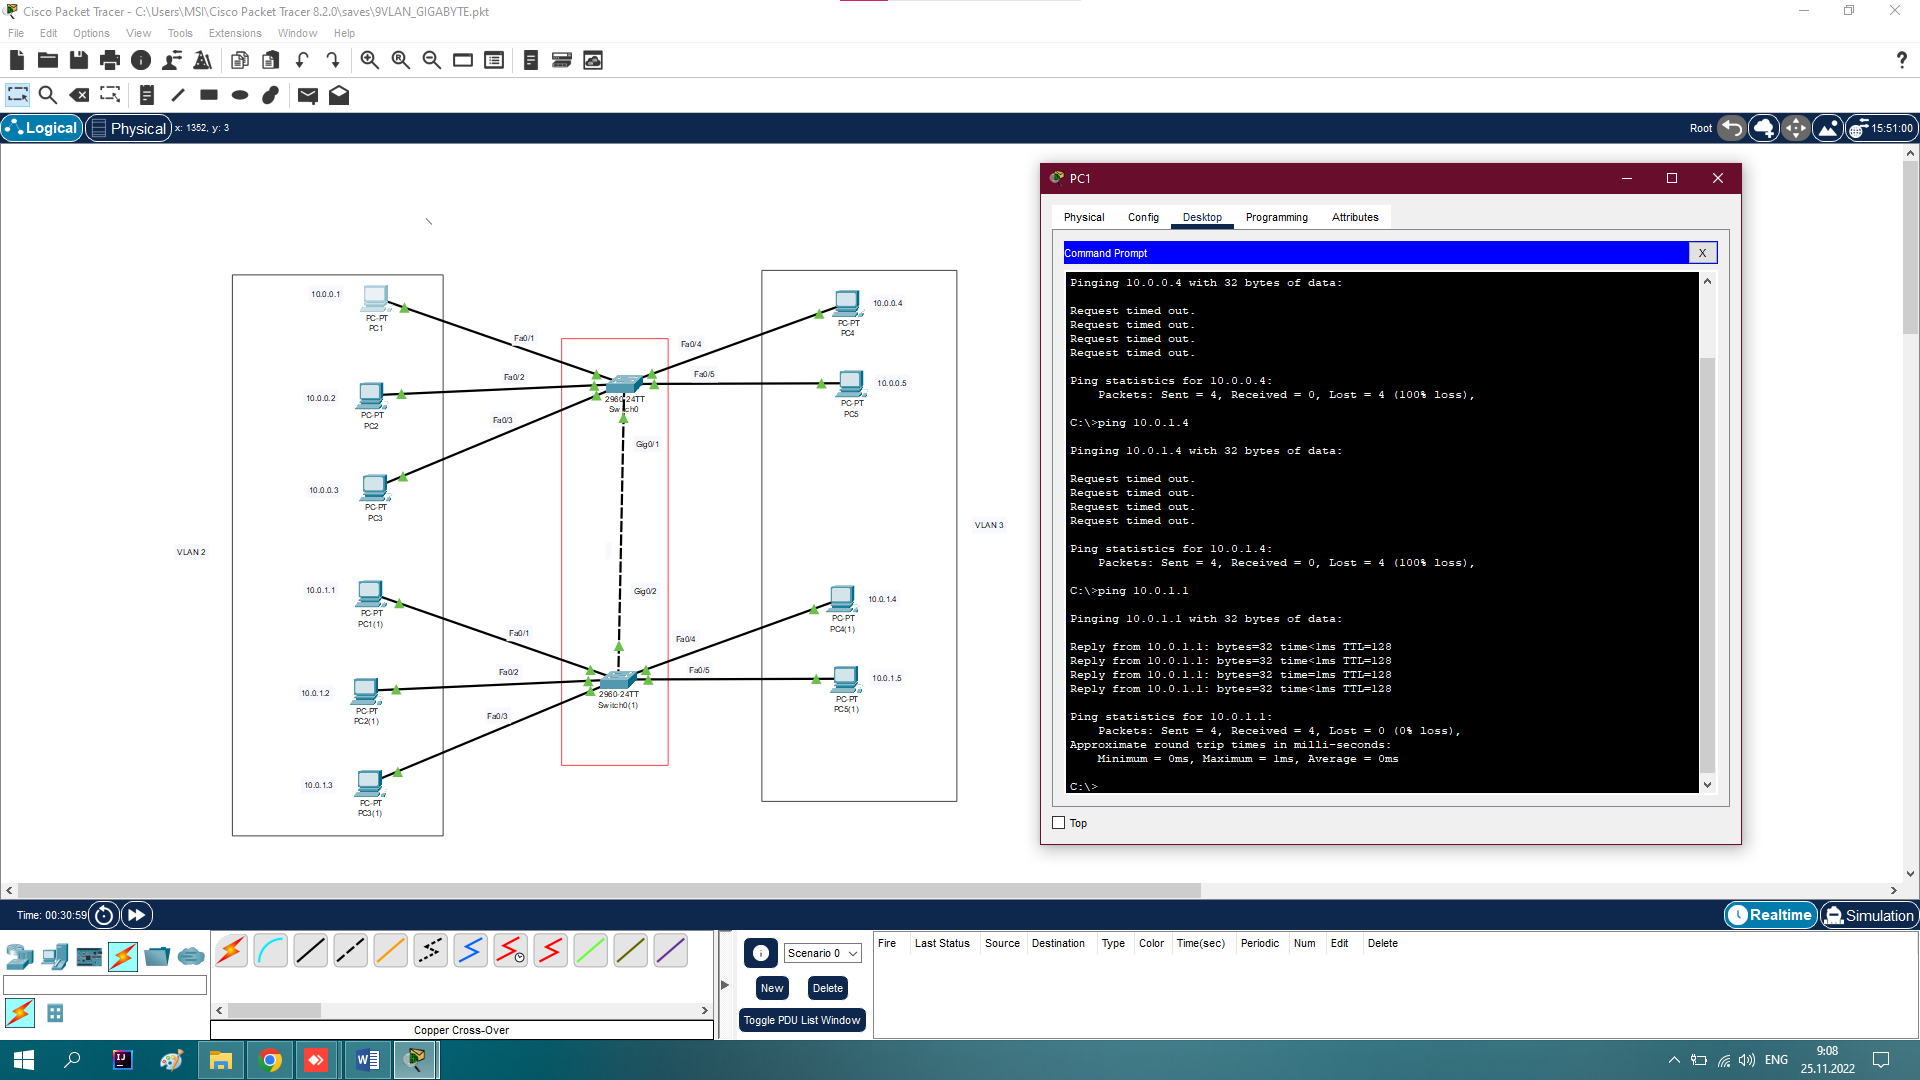 Cisco Packet Tracer - C:\Users\MSI\Cisco Packet Tracer 8.2.0\saves\9VLAN_GIGABYTE.pkt
File Edit Options View Tools Extensions Window Help
Logical Physical x: 1352, y: 3
Root 15:51:00
10.0.0.1
PC-PT
PC1
10.0.0.2
PC-PT
PC2
10.0.0.3
PC-PT
PC3
VLAN 2
10.0.1.1
PC-PT
PC1(1)
10.0.1.2
PC-PT
PC2(1)
10.0.1.3
PC-PT
PC3(1)
Fa0/1
Fa0/2
Fa0/3
Fa0/4
Fa0/5
2960-24TT
Switch0
Gig0/1
Gig0/2
Fa0/1
Fa0/2
Fa0/3
Fa0/4
Fa0/5
2960-24TT
Switch0(1)
10.0.0.4
PC-PT
PC4
10.0.0.5
PC-PT
PC5
VLAN 3
10.0.1.4
PC-PT
PC4(1)
10.0.1.5
PC-PT
PC5(1)
PC1
Physical Config Desktop Programming Attributes
Command Prompt X
Pinging 10.0.0.4 with 32 bytes of data:
Request timed out.
Request timed out.
Request timed out.
Request timed out.
Ping statistics for 10.0.0.4:
Packets: Sent = 4, Received = 0, Lost = 4 (100% loss),
C:\>ping 10.0.1.4
Pinging 10.0.1.4 with 32 bytes of data:
Request timed out.
Request timed out.
Request timed out.
Request timed out.
Ping statistics for 10.0.1.4:
Packets: Sent = 4, Received = 0, Lost = 4 (100% loss),
C:\>ping 10.0.1.1
Pinging 10.0.1.1 with 32 bytes of data:
Reply from 10.0.1.1: bytes=32 time<1ms TTL=128
Reply from 10.0.1.1: bytes=32 time<1ms TTL=128
Reply from 10.0.1.1: bytes=32 time=1ms TTL=128
Reply from 10.0.1.1: bytes=32 time<1ms TTL=128
Ping statistics for 10.0.1.1:
Packets: Sent = 4, Received = 4, Lost = 0 (0% loss),
Approximate round trip times in milli-seconds:
Minimum = 0ms, Maximum = 1ms, Average = 0ms
C:\>
Top
Time: 00:30:59
Realtime Simulation
Copper Cross-Over
Scenario 0
New Delete
Toggle PDU List Window
Fire Last Status Source Destination Type Color Time(sec) Periodic Num Edit Delete
ENG
9:08
25.11.2022